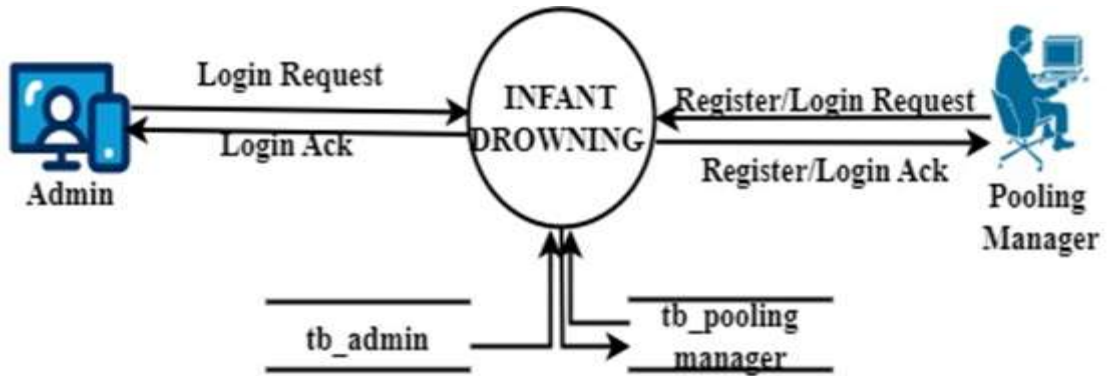 Login Request
Login Ack
Admin
INFANT
DROWNING
Register/Login Request
Register/Login Ack
Pooling
Manager
tb_admin
tb_pooling
manager